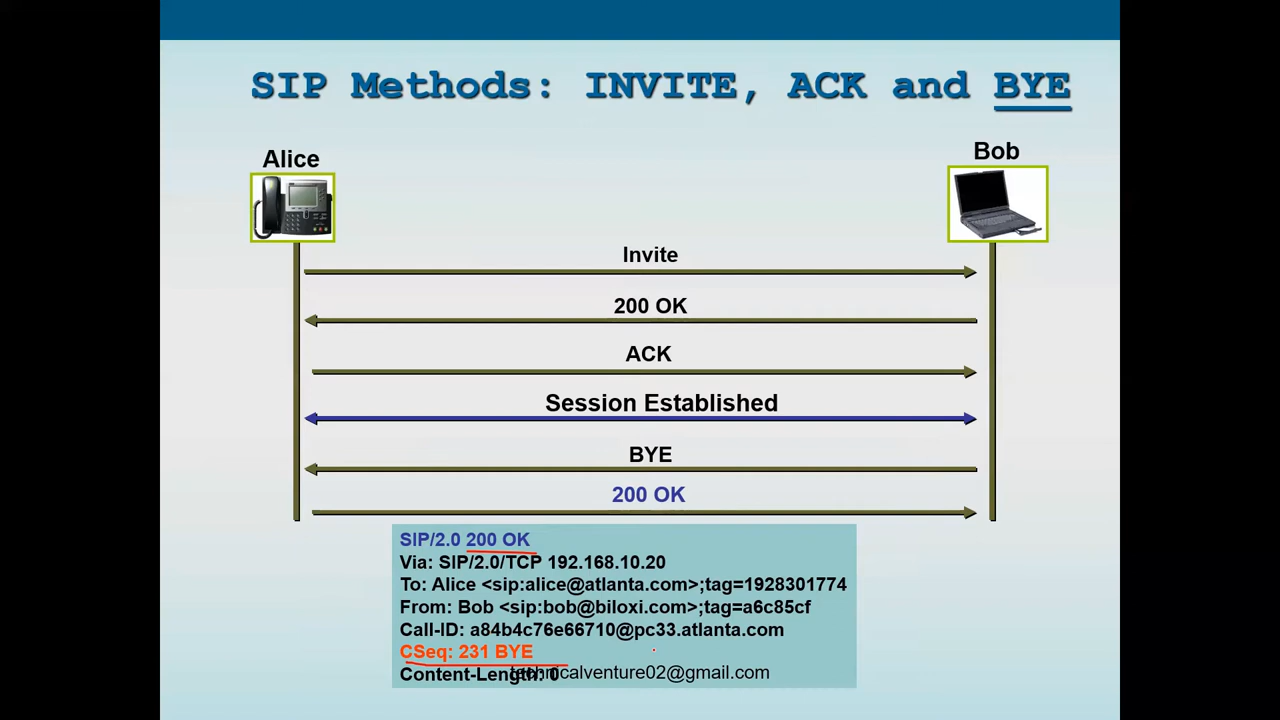 SIP Methods: INVITE, ACK and BYE
Alice
Bob
Invite
200 OK
ACK
Session Established
BYE
200 OK
SIP/2.0 200 OK
Via: SIP/2.0/TCP 192.168.10.20
To: Alice <sip:alice@atlanta.com>;tag=1928301774
From: Bob <sip:bob@biloxi.com>;tag=a6c85cf
Call-ID: a84b4c76e66710@pc33.atlanta.com
CSeq: 231 BYE
Content-Length: 0
technicalventure02@gmail.com